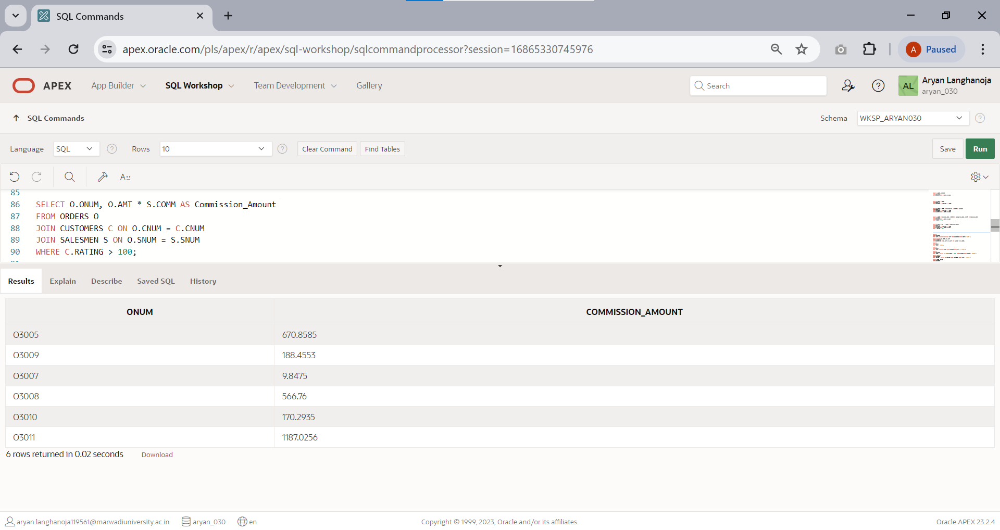 SQL Commands
apex.oracle.com/pls/apex/r/apex/sql-workshop/sqlcommandprocessor?session=16865330745976
A Paused
APEX App Builder SQL Workshop Team Development Gallery Search AL Aryan Langhanoja
aryan_030
SQL Commands Schema WKSP_ARYAN030
Language SQL Rows 10 Clear Command Find Tables Save Run
85
86 SELECT O.ONUM, O.AMT * S.COMM AS Commission_Amount
87 FROM ORDERS O
88 JOIN CUSTOMERS C ON O.CNUM = C.CNUM
89 JOIN SALESMEN S ON O.SNUM = S.SNUM
90 WHERE C.RATING > 100;
Results Explain Describe Saved SQL History
ONUM COMMISSION_AMOUNT
O3005 670.8585
O3009 188.4553
O3007 9.8475
O3008 566.76
O3010 170.2935
O3011 1187.0256
6 rows returned in 0.02 seconds Download
aryan.langhanoja119561@marwadiuniversity.ac.in aryan_030 en Copyright © 1999, 2023, Oracle and/or its affiliates. Oracle APEX 23.2.4